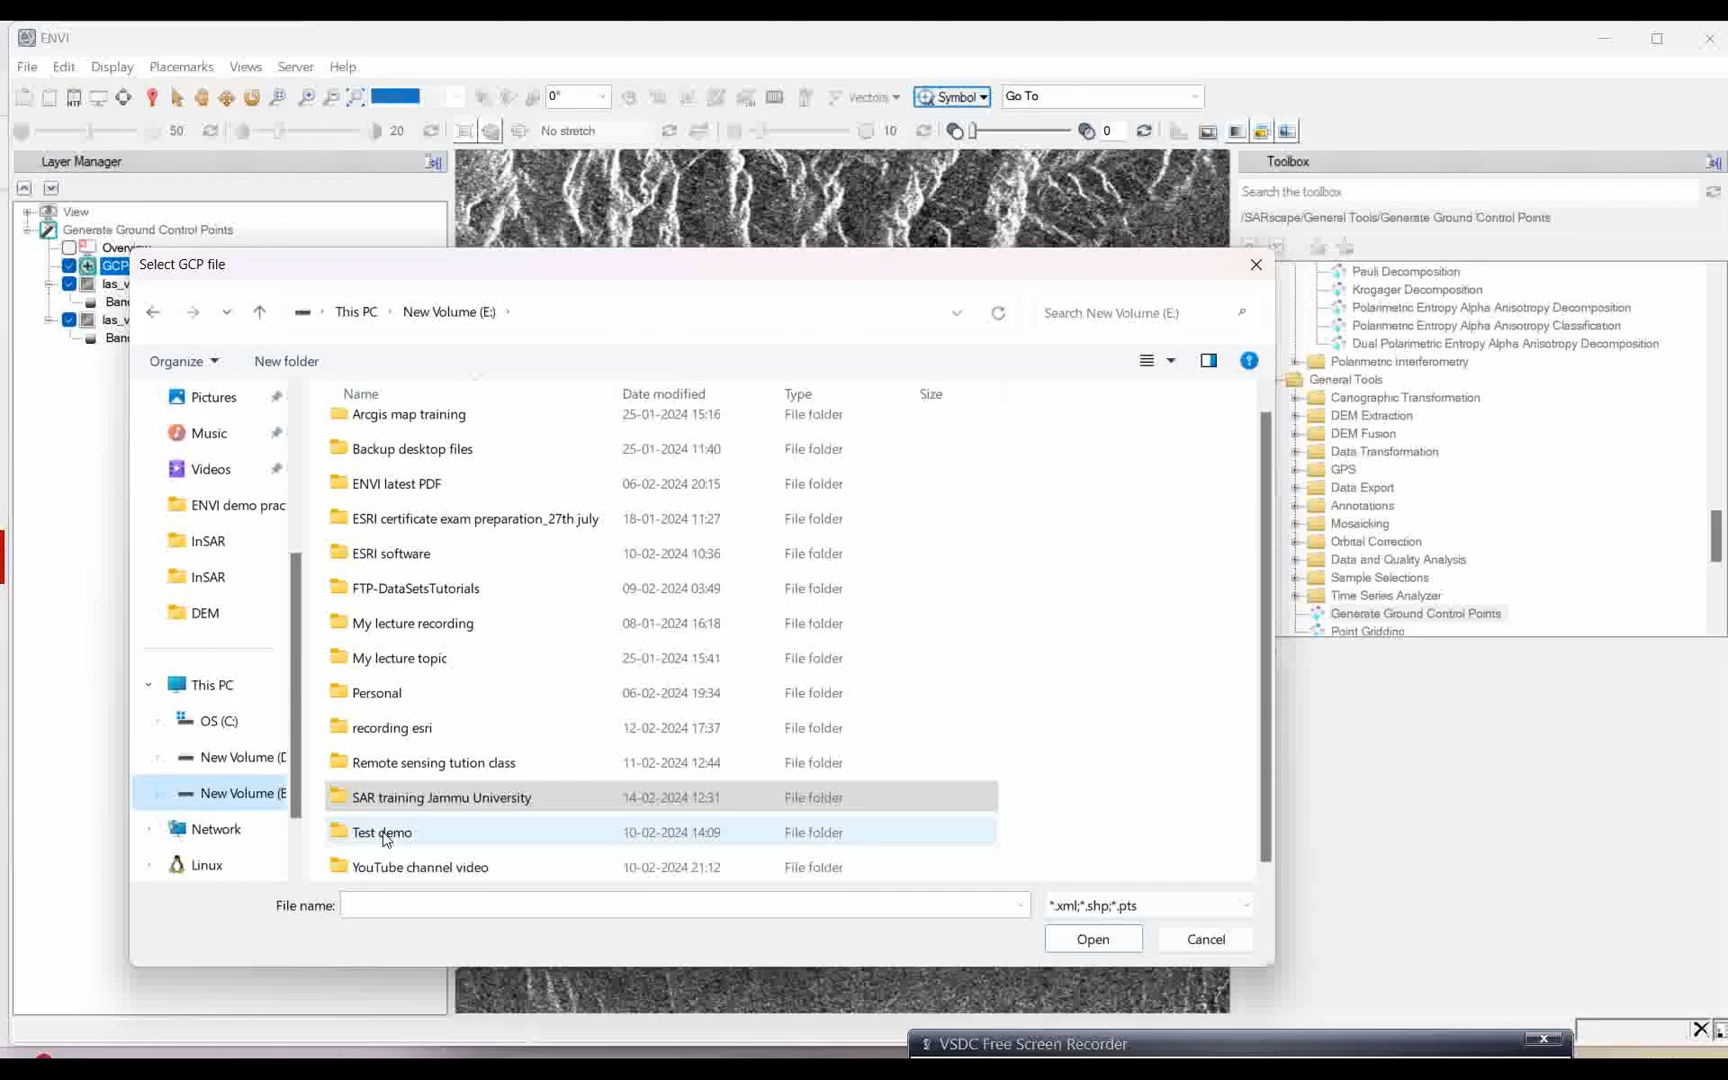 ENVI
File Edit Display Placemarks Views Server Help
0° Vectors Symbol Go To
50 20 No stretch 10 0
Layer Manager
View
Generate Ground Control Points
GCP
las_v
Ban
las_v
Ban
Toolbox
Search the toolbox
/SARscape/General Tools/Generate Ground Control Points
Pauli Decomposition
Krogager Decomposition
Polarimetric Entropy Alpha Anisotropy Decomposition
Polarimetric Entropy Alpha Anisotropy Classification
Dual Polarimetric Entropy Alpha Anisotropy Decomposition
Polarimetric Interferometry
General Tools
Cartographic Transformation
DEM Extraction
DEM Fusion
Data Transformation
GPS
Data Export
Annotations
Mosaicking
Orbital Correction
Data and Quality Analysis
Sample Selections
Time Series Analyzer
Generate Ground Control Points
Point Gridding
Select GCP file
This PC New Volume (E:)
Search New Volume (E:)
Organize New folder
Pictures
Music
Videos
ENVI demo prac
InSAR
InSAR
DEM
This PC
OS (C:)
New Volume (D
New Volume (E
Network
Linux
Name Date modified Type Size
Arcgis map training 25-01-2024 15:16 File folder
Backup desktop files 25-01-2024 11:40 File folder
ENVI latest PDF 06-02-2024 20:15 File folder
ESRI certificate exam preparation_27th july 18-01-2024 11:27 File folder
ESRI software 10-02-2024 10:36 File folder
FTP-DataSetsTutorials 09-02-2024 03:49 File folder
My lecture recording 08-01-2024 16:18 File folder
My lecture topic 25-01-2024 15:41 File folder
Personal 06-02-2024 19:34 File folder
recording esri 12-02-2024 17:37 File folder
Remote sensing tution class 11-02-2024 12:44 File folder
SAR training Jammu University 14-02-2024 12:31 File folder
Test demo 10-02-2024 14:09 File folder
YouTube channel video 10-02-2024 21:12 File folder
File name: *.xml;*.shp;*.pts
Open Cancel
VSDC Free Screen Recorder